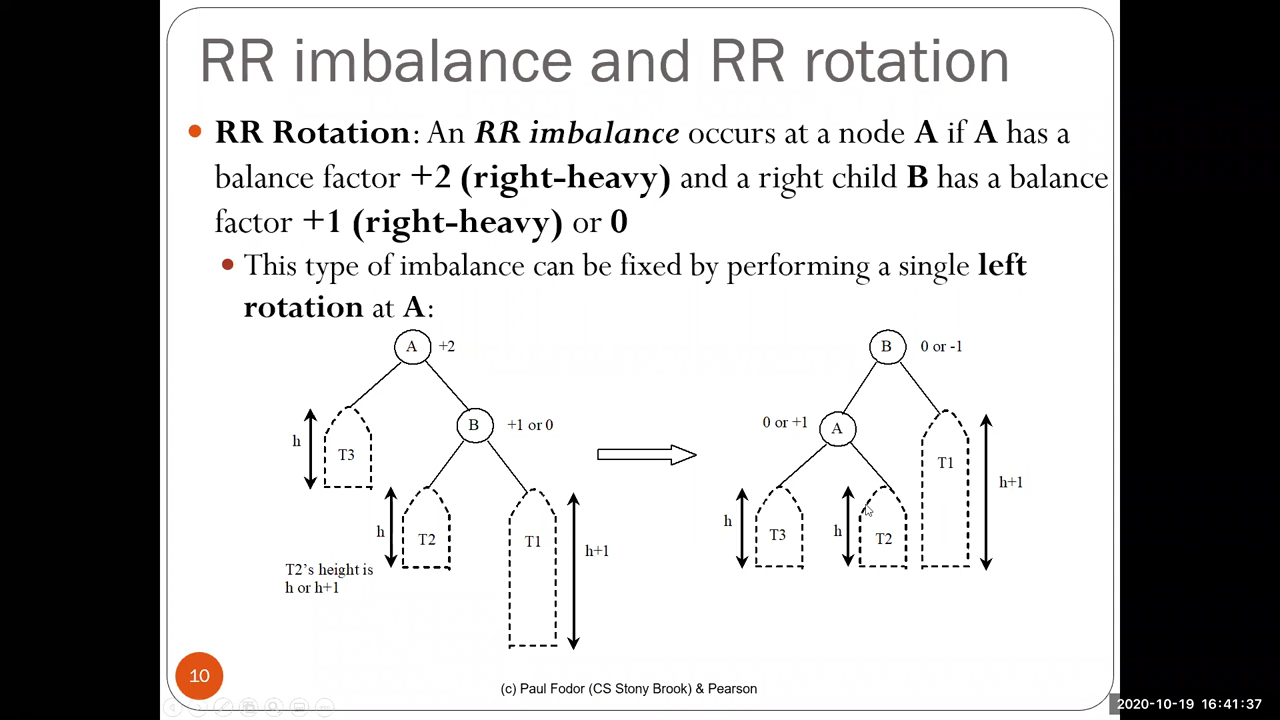 RR imbalance and RR rotation
• RR Rotation: An RR imbalance occurs at a node A if A has a
balance factor +2 (right-heavy) and a right child B has a balance
factor +1 (right-heavy) or 0
• This type of imbalance can be fixed by performing a single left
rotation at A:
A +2
B 0 or -1
B +1 or 0
0 or +1 A
h T3
T1
h+1
h T2
T1
h+1
h T3
h T2
T2's height is
h or h+1
10
(c) Paul Fodor (CS Stony Brook) & Pearson
2020-10-19 16:41:37